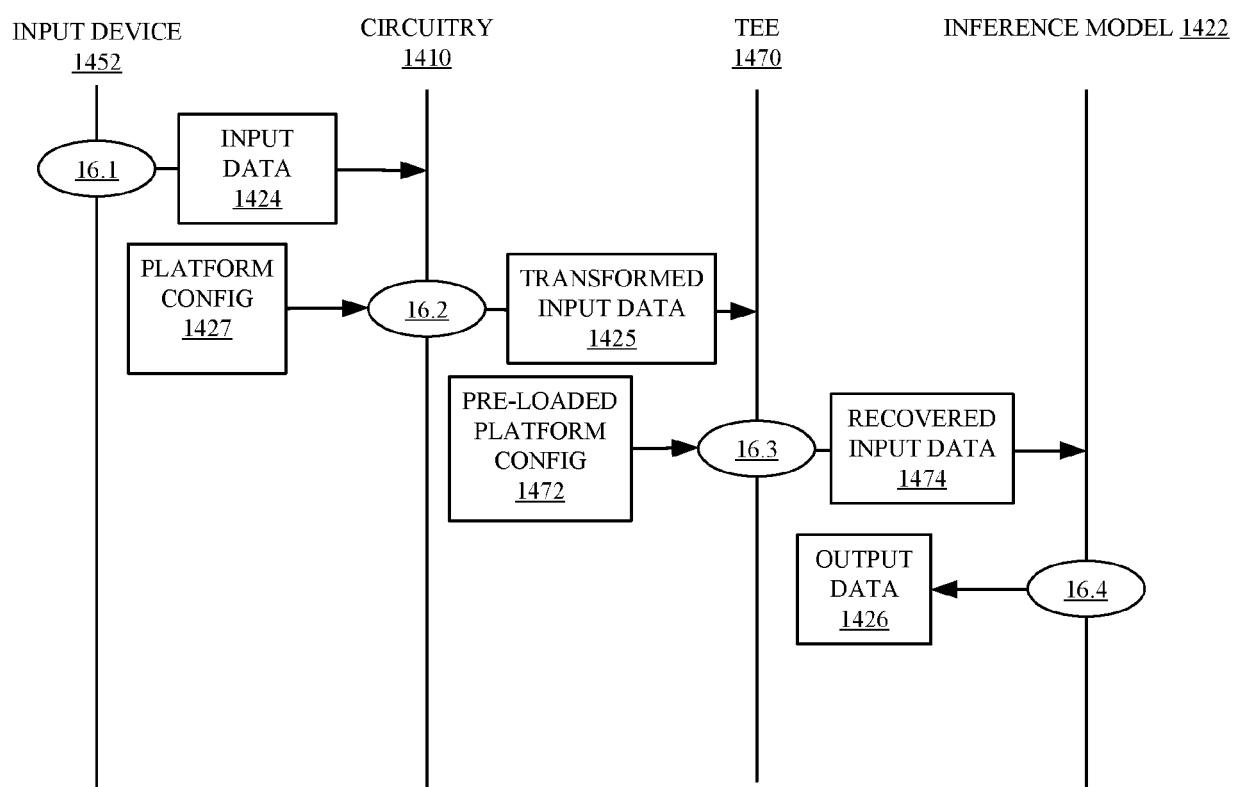 INPUT DEVICE
1452
CIRCUITRY
1410
TEE
1470
INFERENCE MODEL 1422
16.1
INPUT
DATA
1424
PLATFORM
CONFIG
1427
16.2
TRANSFORMED
INPUT DATA
1425
PRE-LOADED
PLATFORM
CONFIG
1472
16.3
RECOVERED
INPUT DATA
1474
OUTPUT
DATA
1426
16.4